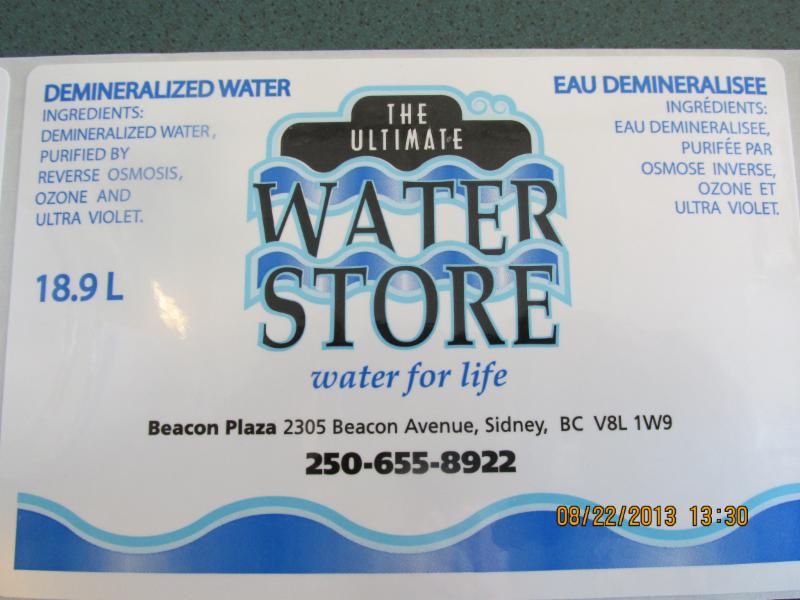 DEMINERALIZED WATER
INGREDIENTS:
DEMINERALIZED WATER,
PURIFIED BY
REVERSE OSMOSIS,
OZONE AND
ULTRA VIOLET.
18.9 L
THE
ULTIMATE
WATER
STORE
water for life
EAU DEMINERALISEE
INGRÉDIENTS:
EAU DEMINERALISEE,
PURIFÉE PAR
OSMOSE INVERSE,
OZONE ET
ULTRA VIOLET.
Beacon Plaza 2305 Beacon Avenue, Sidney, BC V8L 1W9
250-655-8922
08/22/2013 13:30